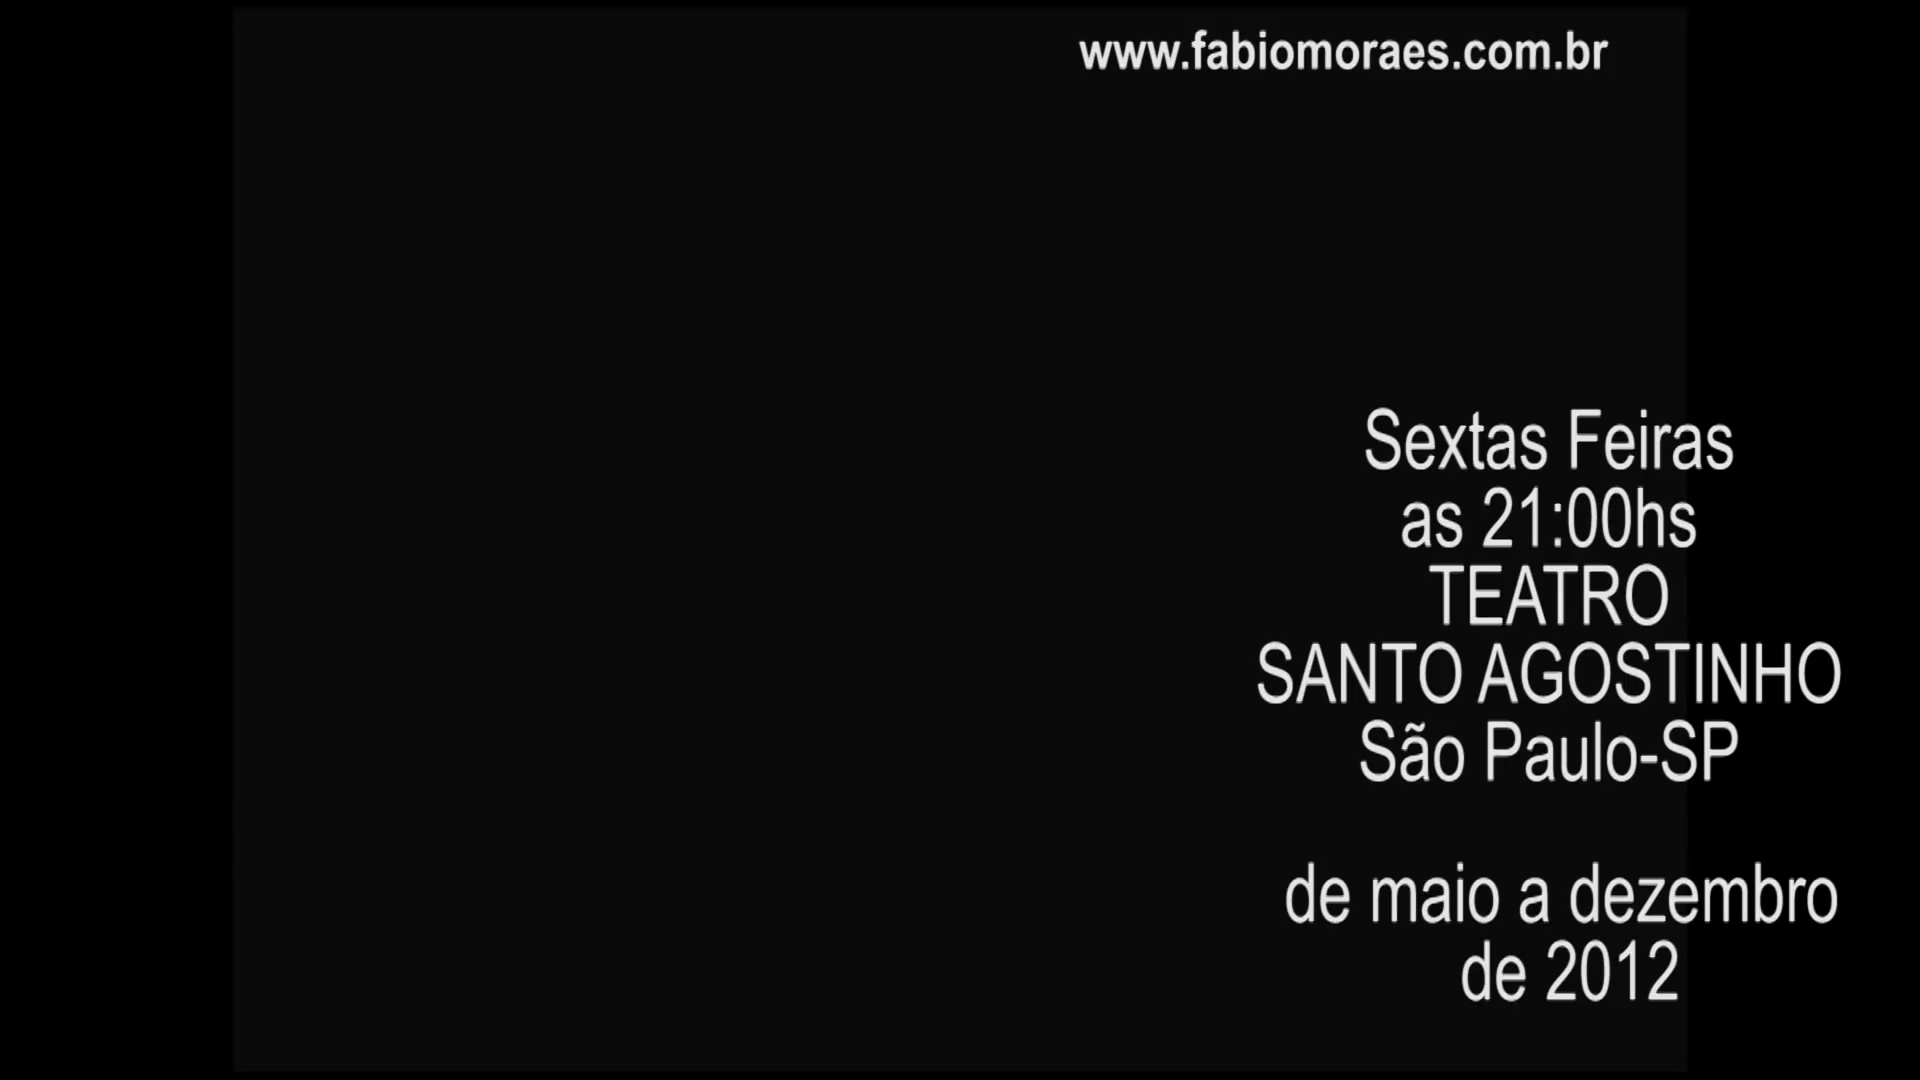 www.fabiomoraes.com.br
Sextas Feiras
as 21:00hs
TEATRO
SANTO AGOSTINHO
São Paulo-SP
de maio a dezembro
de 2012